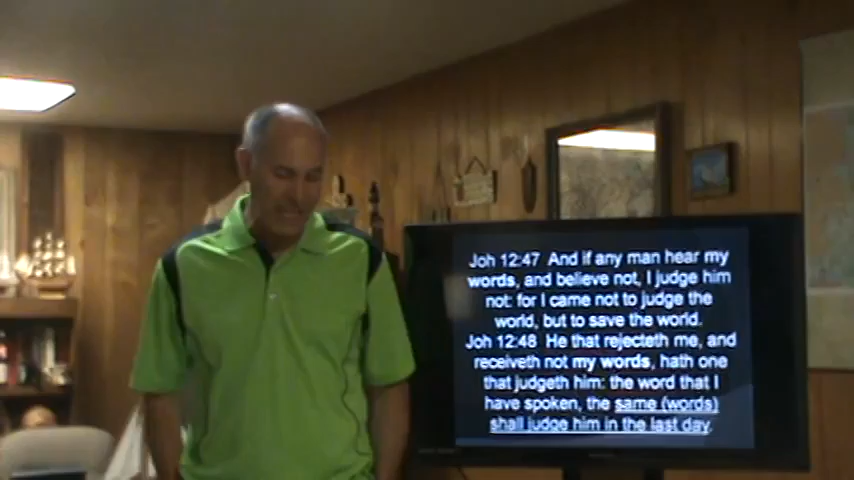 Joh 12:47  And if any man hear my
words, and believe not, I judge him
not: for I came not to judge the
world, but to save the world.
Joh 12:48  He that rejecteth me, and
receiveth not my words, hath one
that judgeth him: the word that I
have spoken, the same (words)
shall judge him in the last day.